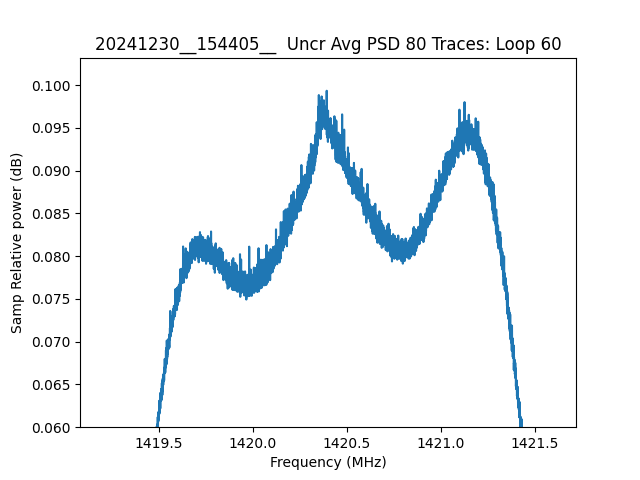 20241230__154405__ Uncr Avg PSD 80 Traces: Loop 60
Samp Relative power (dB)
0.100
0.095
0.090
0.085
0.080
0.075
0.070
0.065
0.060
1419.5 1420.0 1420.5 1421.0 1421.5
Frequency (MHz)